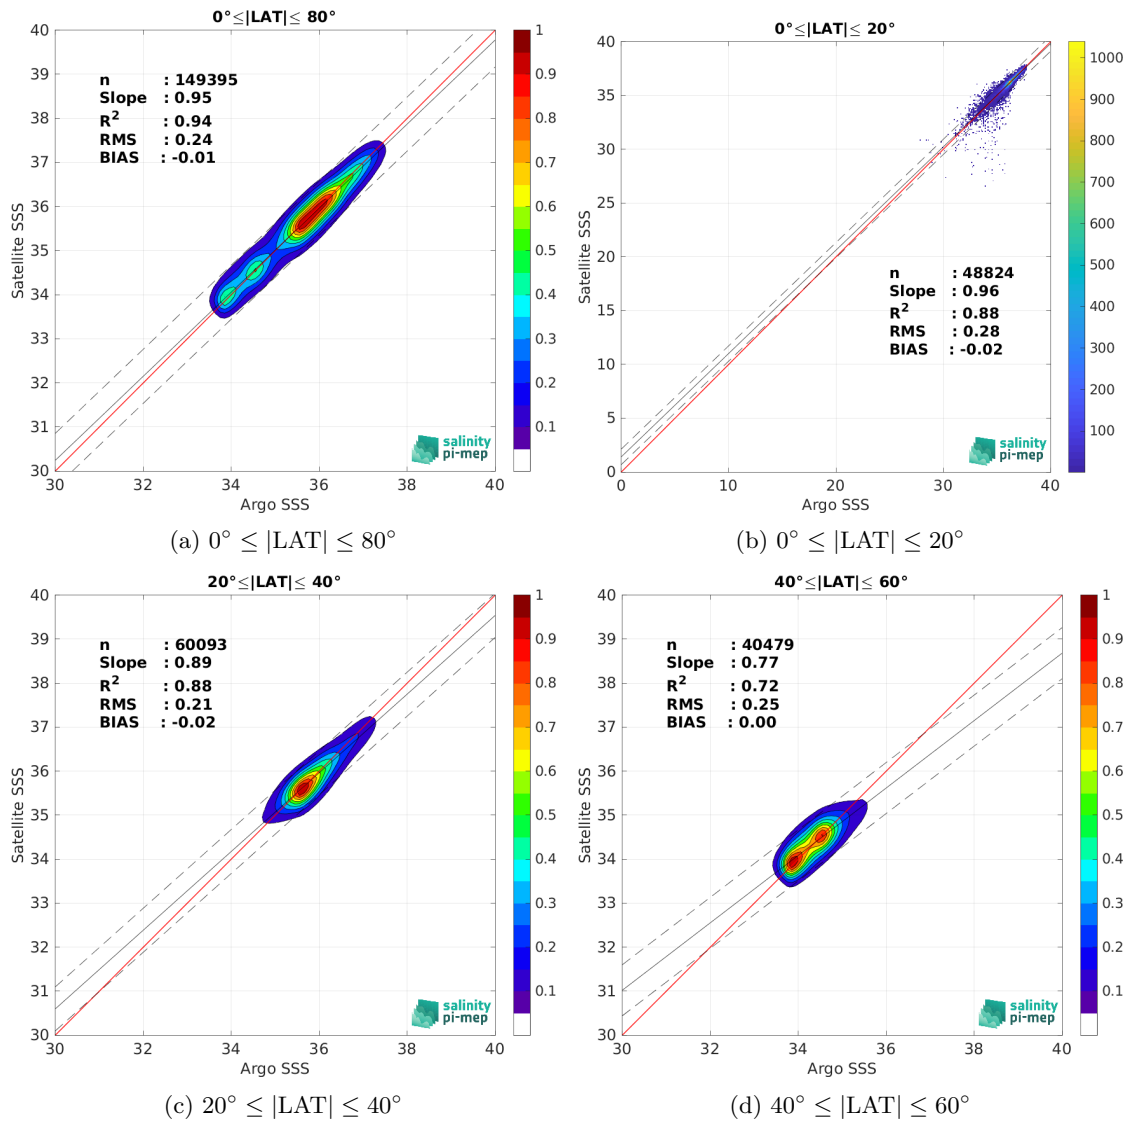 0°≤|LAT|≤ 80°
40
39
38
37
36
35
34
33
32
31
30
30 32 34 36 38 40
Satellite SSS
Argo SSS
n : 149395
Slope : 0.95
R² : 0.94
RMS : 0.24
BIAS : -0.01
1
0.9
0.8
0.7
0.6
0.5
0.4
0.3
0.2
0.1
salinity
pi-mep
(a) 0° ≤ |LAT| ≤ 80°
0°≤|LAT|≤ 20°
40
35
30
25
20
15
10
5
0
0 10 20 30 40
Satellite SSS
Argo SSS
n : 48824
Slope : 0.96
R² : 0.88
RMS : 0.28
BIAS : -0.02
1000
900
800
700
600
500
400
300
200
100
salinity
pi-mep
(b) 0° ≤ |LAT| ≤ 20°
20°≤|LAT|≤ 40°
40
39
38
37
36
35
34
33
32
31
30
30 32 34 36 38 40
Satellite SSS
Argo SSS
n : 60093
Slope : 0.89
R² : 0.88
RMS : 0.21
BIAS : -0.02
1
0.9
0.8
0.7
0.6
0.5
0.4
0.3
0.2
0.1
salinity
pi-mep
(c) 20° ≤ |LAT| ≤ 40°
40°≤|LAT|≤ 60°
40
39
38
37
36
35
34
33
32
31
30
30 32 34 36 38 40
Satellite SSS
Argo SSS
n : 40479
Slope : 0.77
R² : 0.72
RMS : 0.25
BIAS : 0.00
1
0.9
0.8
0.7
0.6
0.5
0.4
0.3
0.2
0.1
salinity
pi-mep
(d) 40° ≤ |LAT| ≤ 60°